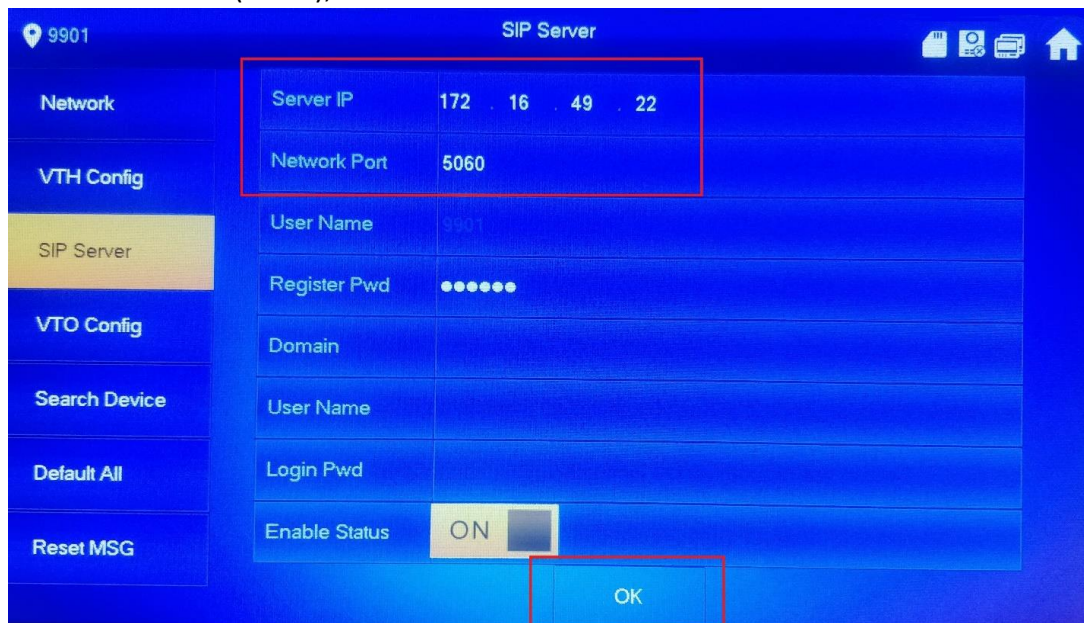 9901 SIP Server
Network
VTH Config
SIP Server
VTO Config
Search Device
Default All
Reset MSG
Server IP 172 . 16 . 49 . 22
Network Port 5060
User Name 9901
Register Pwd ●●●●●●
Domain
User Name
Login Pwd
Enable Status ON
OK